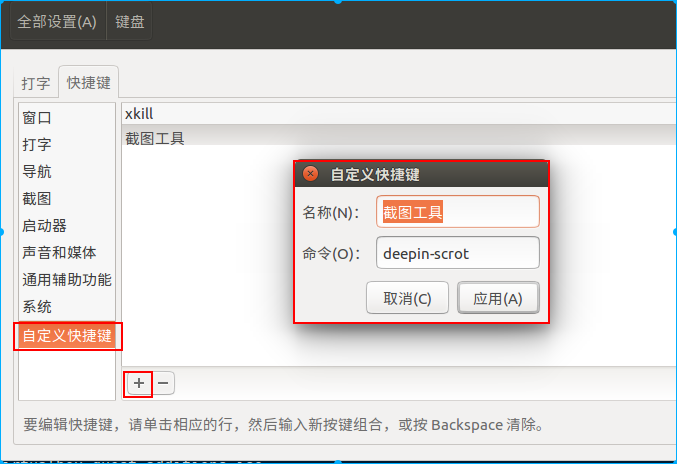 全部设置(A) 键盘
打字 快捷键
窗口
打字
导航
截图
启动器
声音和媒体
通用辅助功能
系统
自定义快捷键
xkill
截图工具
自定义快捷键
名称(N)： 截图工具
命令(O)： deepin-scrot
取消(C) 应用(A)
+ −
要编辑快捷键，请单击相应的行，然后输入新按键组合，或按 Backspace 清除。